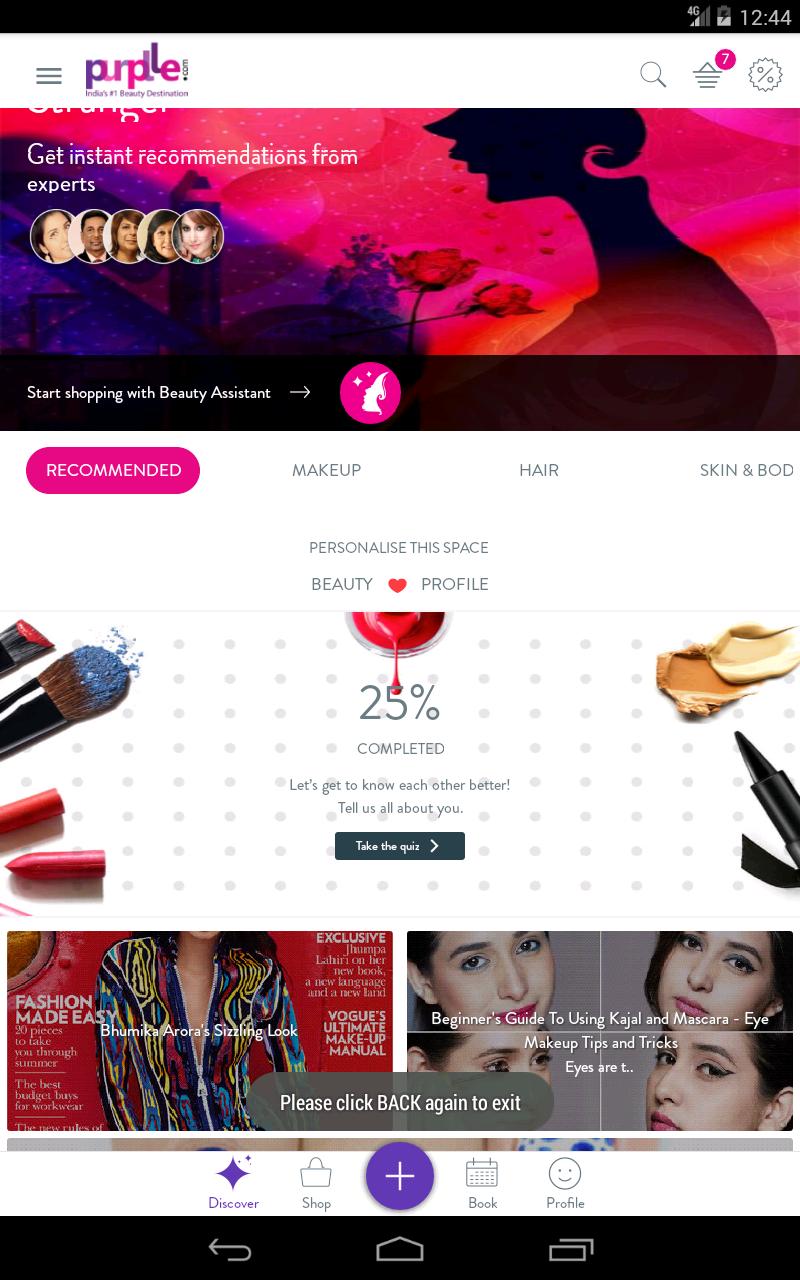 4G 12:44
purplle.com
India's #1 Beauty Destination
7
Stranger
Get instant recommendations from
experts
Start shopping with Beauty Assistant
RECOMMENDED
MAKEUP
HAIR
SKIN & BOD
PERSONALISE THIS SPACE
BEAUTY PROFILE
25%
COMPLETED
Let's get to know each other better!
Tell us all about you.
Take the quiz
EXCLUSIVE
Jhumpa
Lahiri on her
new book,
a new language
and a new land
VOGUE'S
ULTIMATE
MAKE-UP
MANUAL
FASHION
MADE EASY
20 pieces
to take
you through
summer
The best
budget buys
for workwear
The new rules of
Bhumika Arora's Sizzling Look
Beginner's Guide To Using Kajal and Mascara - Eye
Makeup Tips and Tricks
Eyes are t..
Please click BACK again to exit
Discover
Shop
Book
Profile